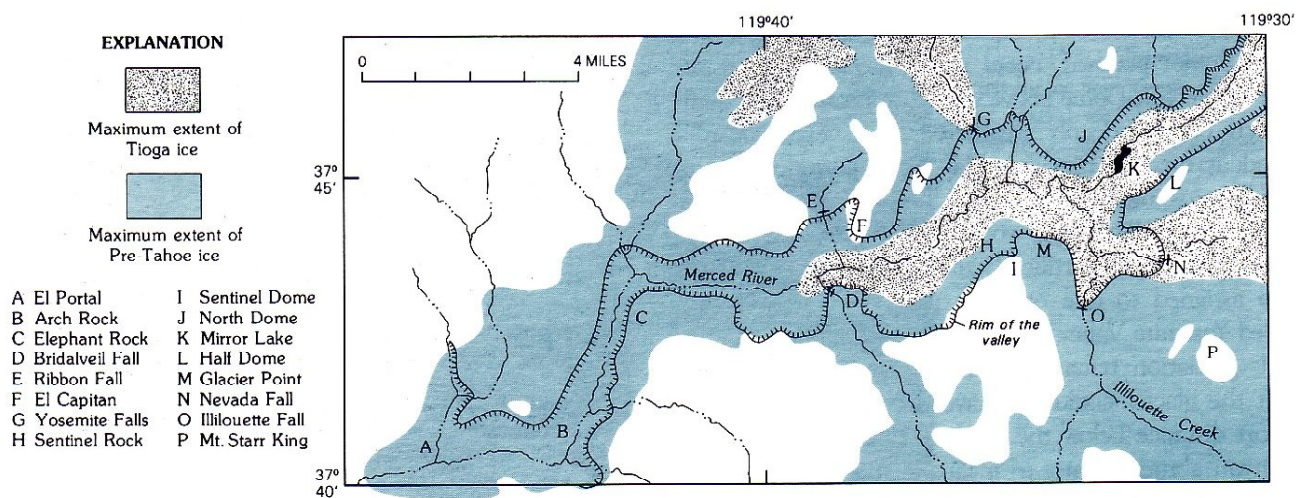 EXPLANATION
Maximum extent of
Tioga ice
Maximum extent of
Pre-Tahoe ice
A El Portal
B Arch Rock
C Elephant Rock
D Bridalveil Fall
E Ribbon Fall
F El Capitan
G Yosemite Falls
H Sentinel Rock
I Sentinel Dome
J North Dome
K Mirror Lake
L Half Dome
M Glacier Point
N Nevada Fall
O Illilouette Fall
P Mt. Starr King
119°40'
119°30'
0
4 MILES
37°
45'
37°
40'
G
J
K
L
E
F
H
I
M
N
Merced River
D
C
O
Rim of the
valley
P
Illilouette Creek
A
B